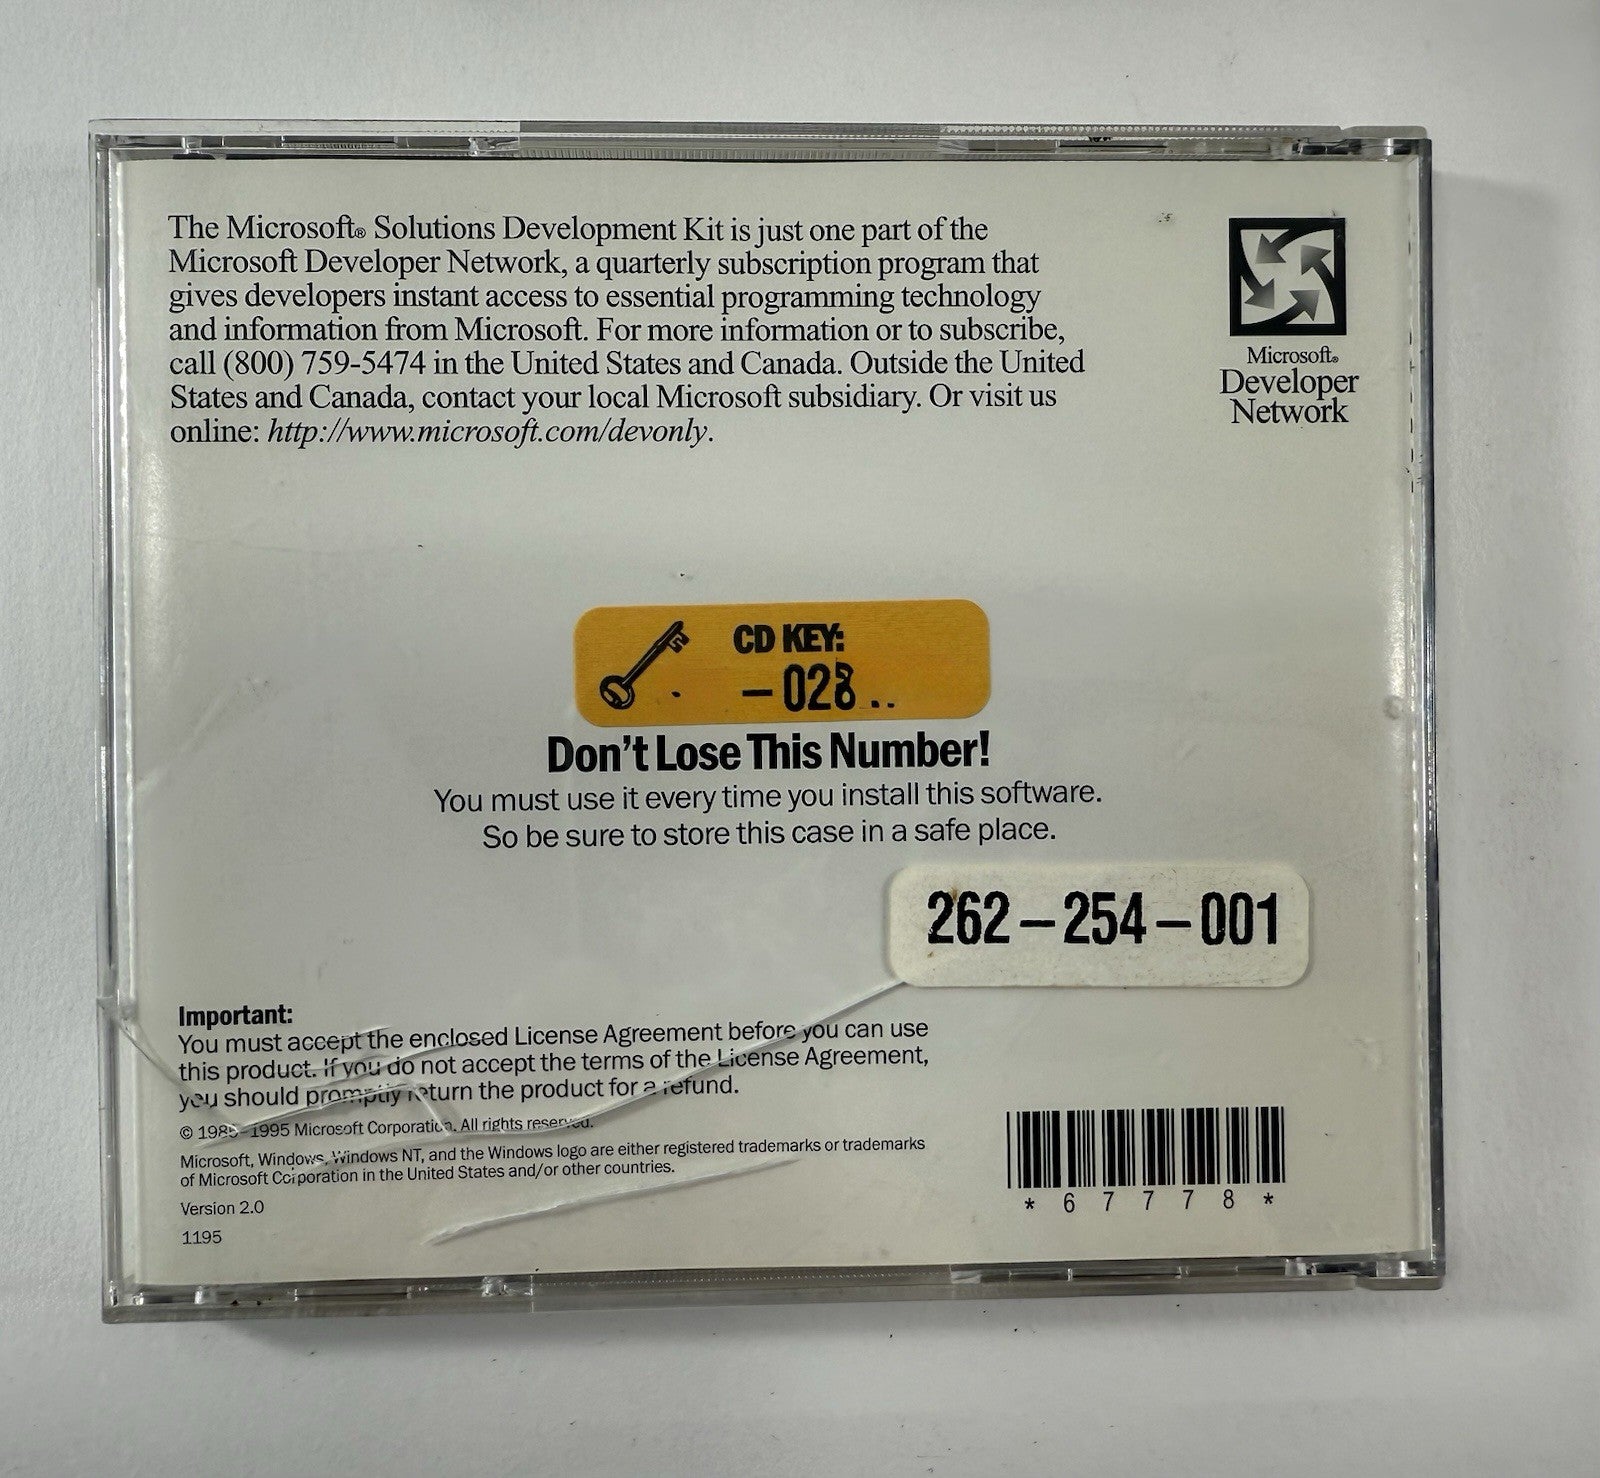 The Microsoft® Solutions Development Kit is just one part of the
Microsoft Developer Network, a quarterly subscription program that
gives developers instant access to essential programming technology
and information from Microsoft. For more information or to subscribe,
call (800) 759-5474 in the United States and Canada. Outside the United
States and Canada, contact your local Microsoft subsidiary. Or visit us
online: http://www.microsoft.com/devonly.
Microsoft®
Developer
Network
CD KEY:
Don't Lose This Number!
You must use it every time you install this software.
So be sure to store this case in a safe place.
262-254-001
Important:
You must accept the enclosed License Agreement before you can use
this product. If you do not accept the terms of the License Agreement,
you should promptly return the product for a refund.
© 1985–1995 Microsoft Corporation. All rights reserved.
Microsoft, Windows, Windows NT, and the Windows logo are either registered trademarks or trademarks
of Microsoft Corporation in the United States and/or other countries.
Version 2.0
1195
*67778*